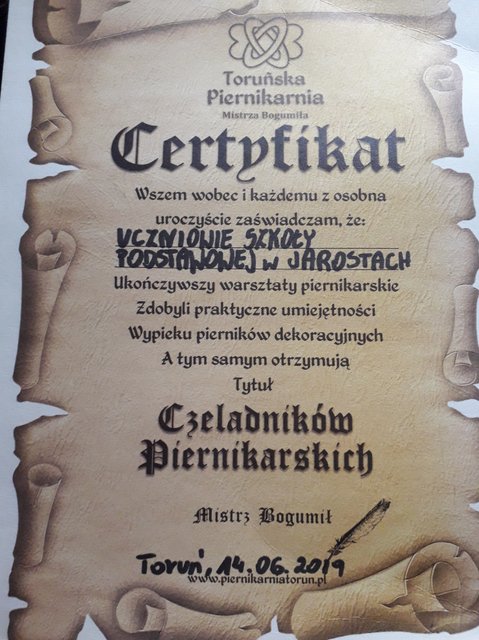 Toruńska
Piernikarnia
Mistrza Bogumiła
Certyfikat
Wszem wobec i każdemu z osobna
uroczyście zaświadczam, że:
UCZNIOWIE SZKOŁY
PODSTAWOWEJ w JAROSTACH
Ukończywszy warsztaty piernikarskie
Zdobyli praktyczne umiejętności
Wypieku pierników dekoracyjnych
A tym samym otrzymują
Tytuł
Czeladników
Piernikarskich
Mistrz Bogumił
Toruń, 14.06.2019
www.piernikarniatorun.pl